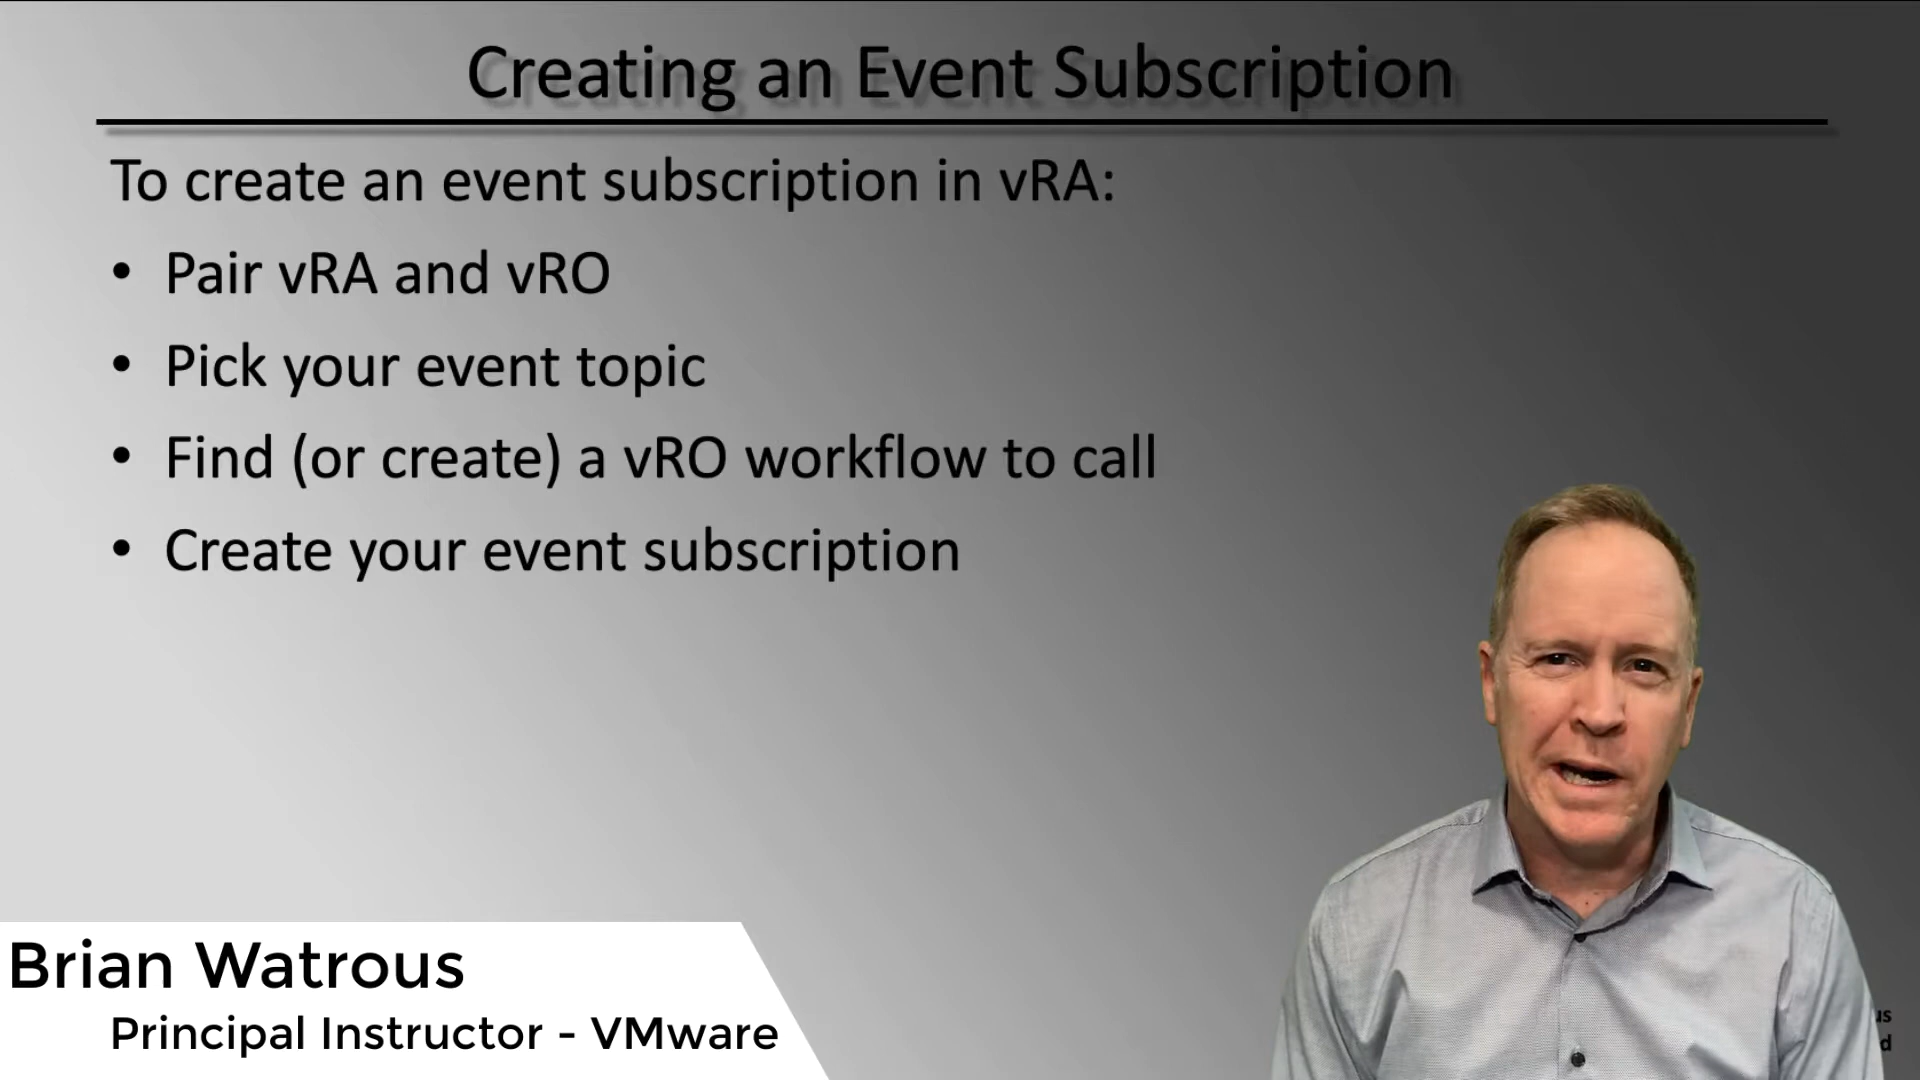 Creating an Event Subscription
To create an event subscription in vRA:
• Pair vRA and vRO
• Pick your event topic
• Find (or create) a vRO workflow to call
• Create your event subscription
Brian Watrous
Principal Instructor - VMware